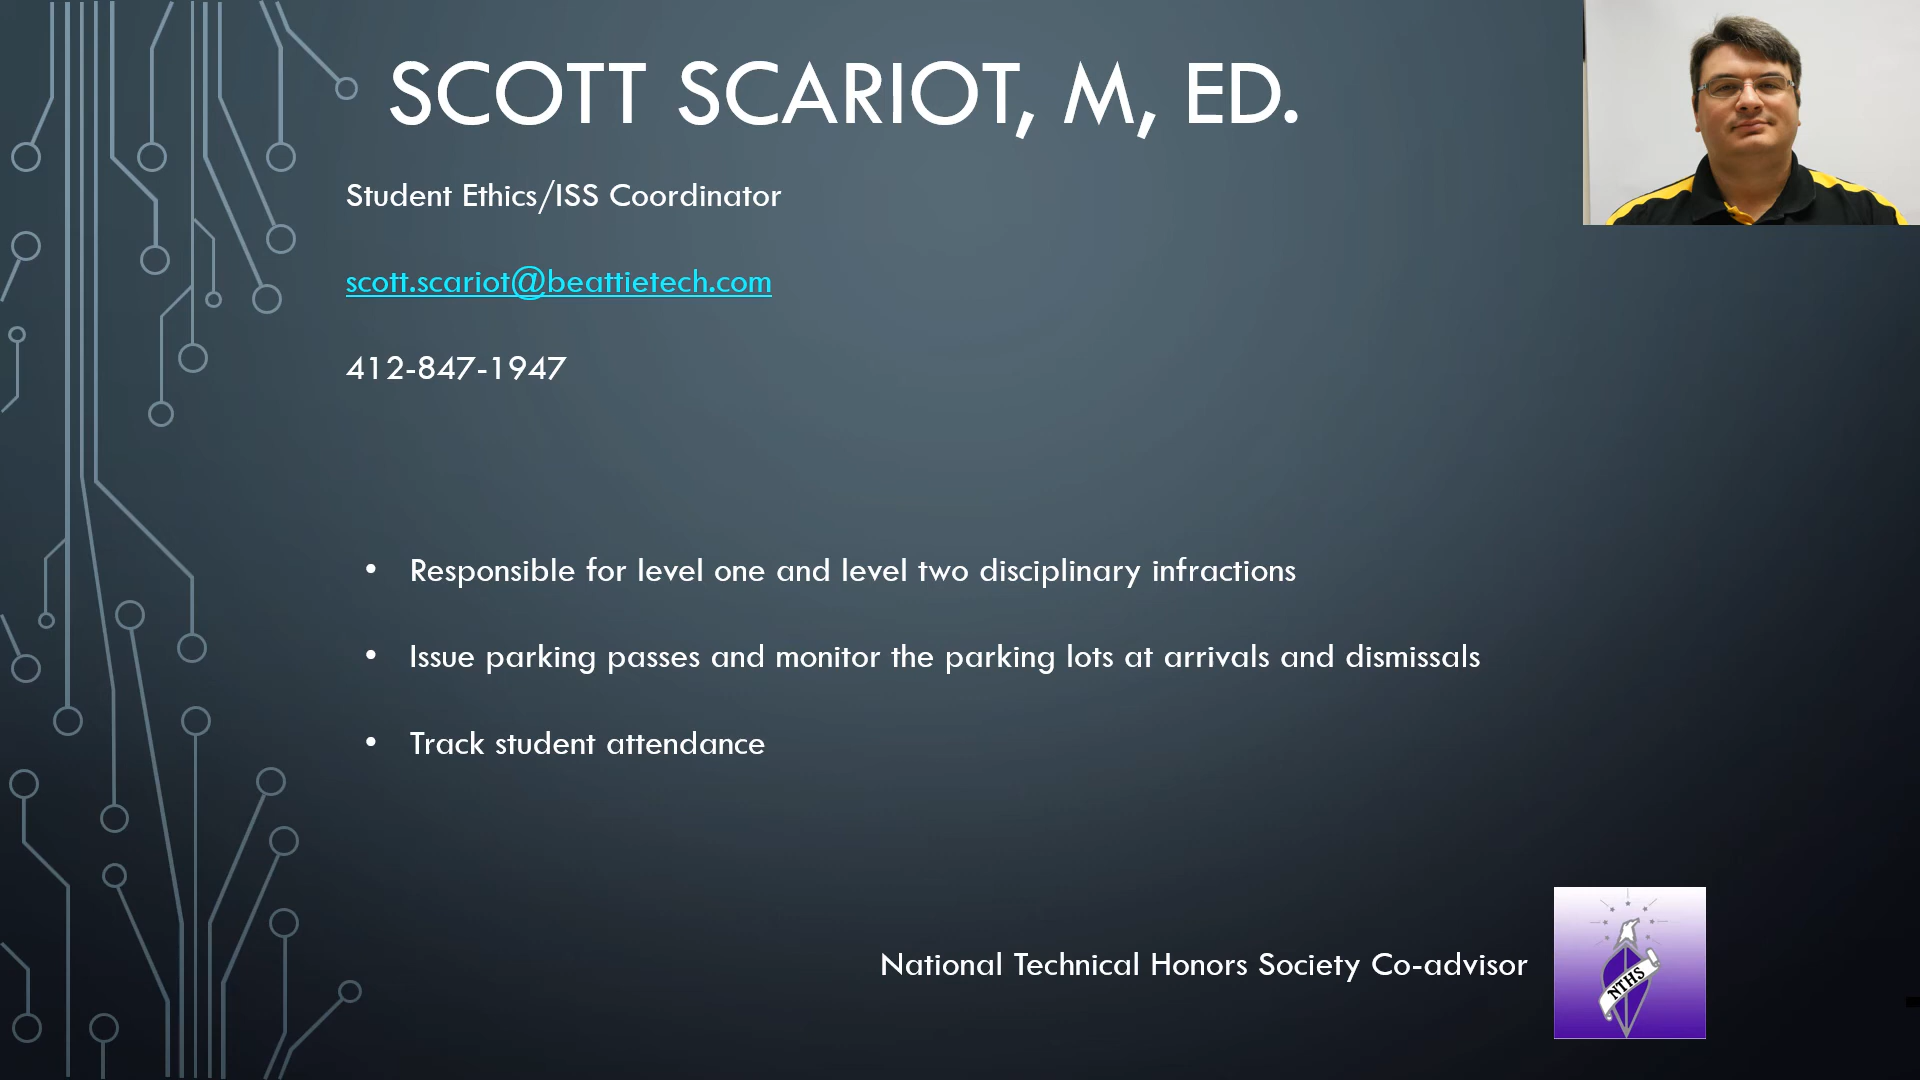 SCOTT SCARIOT, M, ED.
Student Ethics/ISS Coordinator
scott.scariot@beattietech.com
412-847-1947
• Responsible for level one and level two disciplinary infractions
• Issue parking passes and monitor the parking lots at arrivals and dismissals
• Track student attendance
National Technical Honors Society Co-advisor
NTHS